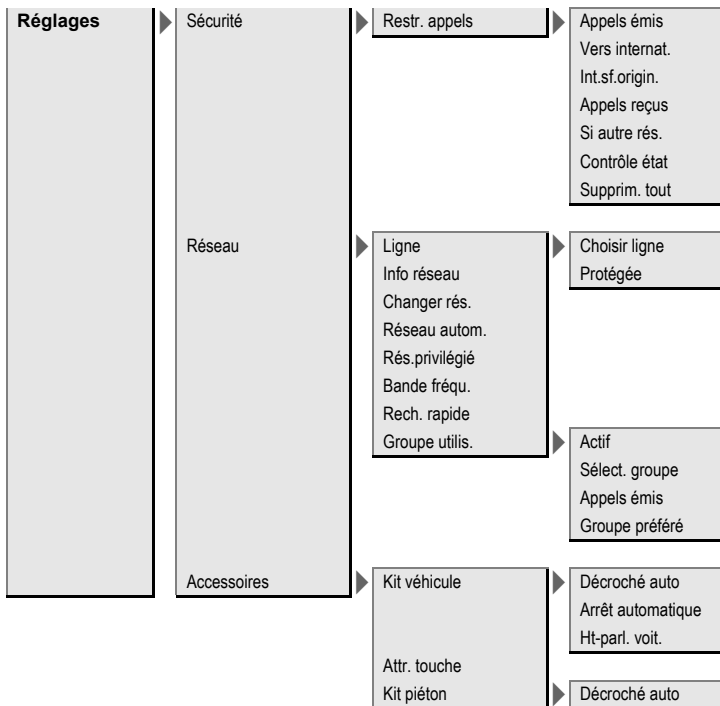 Réglages
Sécurité
Restr. appels
Appels émis
Vers internat.
Int.sf.origin.
Appels reçus
Si autre rés.
Contrôle état
Supprim. tout
Réseau
Ligne
Choisir ligne
Protégée
Info réseau
Changer rés.
Réseau autom.
Rés.privilégié
Bande fréqu.
Rech. rapide
Groupe utilis.
Actif
Sélect. groupe
Appels émis
Groupe préféré
Accessoires
Kit véhicule
Décroché auto
Arrêt automatique
Ht-parl. voit.
Attr. touche
Kit piéton
Décroché auto